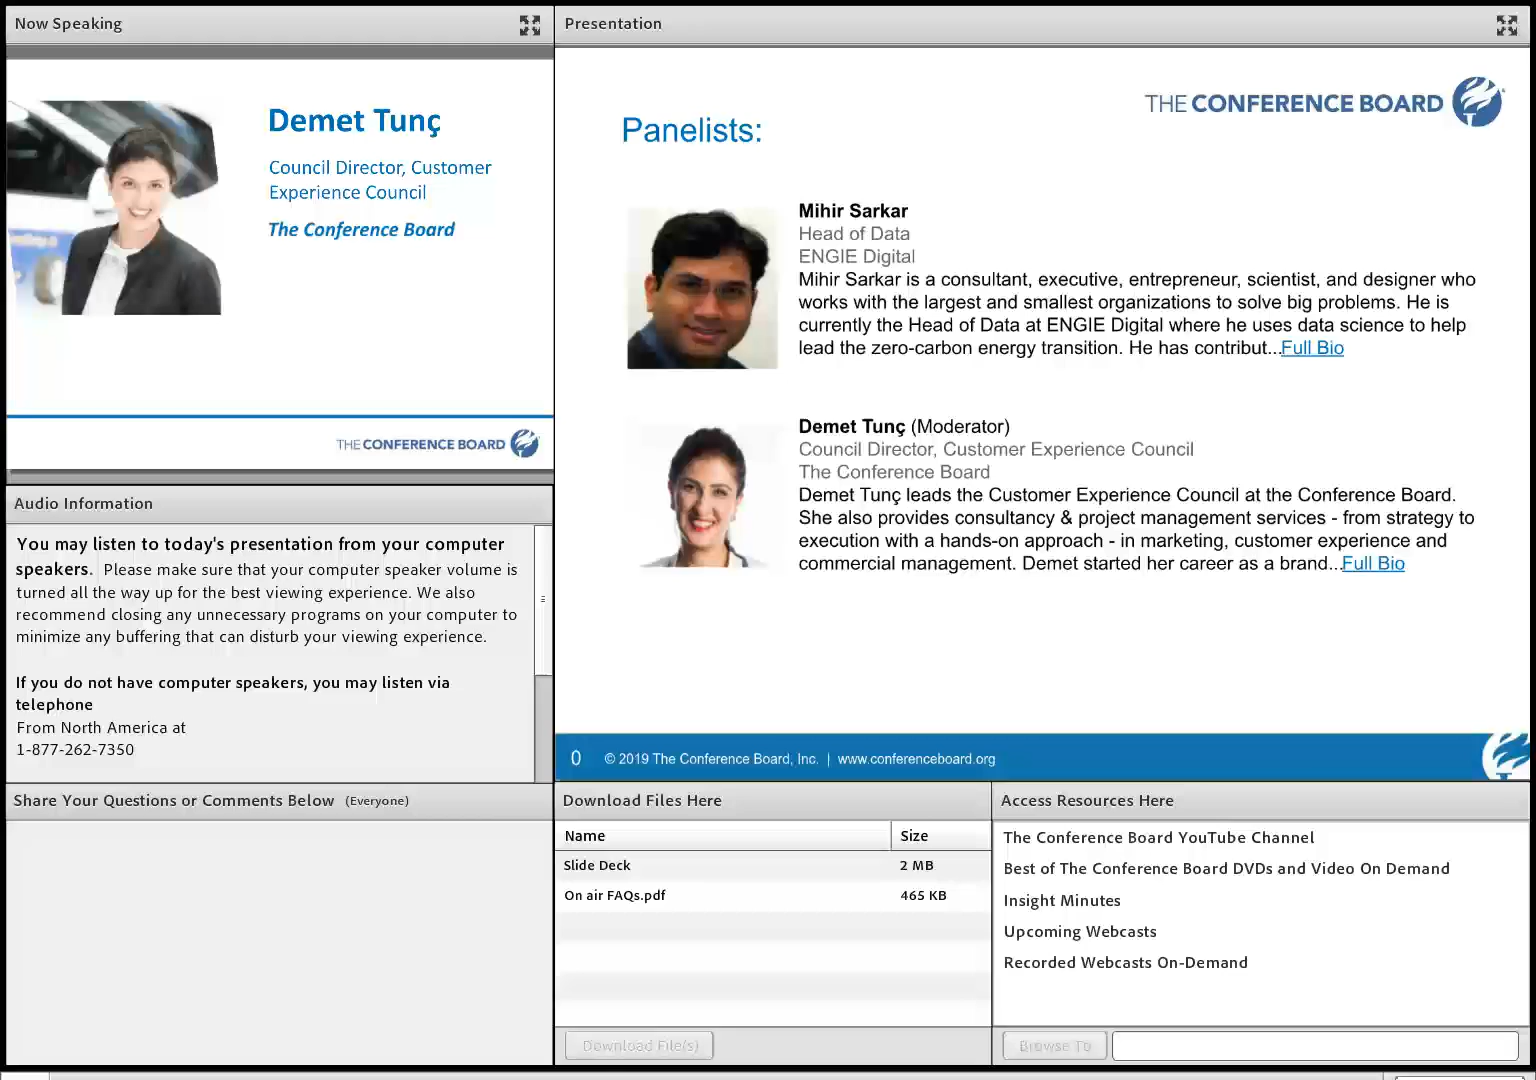 Now Speaking
Demet Tunç
Council Director, Customer
Experience Council
The Conference Board
THE CONFERENCE BOARD
Audio Information
You may listen to today's presentation from your computer
speakers. Please make sure that your computer speaker volume is
turned all the way up for the best viewing experience. We also
recommend closing any unnecessary programs on your computer to
minimize any buffering that can disturb your viewing experience.
If you do not have computer speakers, you may listen via
telephone
From North America at
1-877-262-7350
Share Your Questions or Comments Below (Everyone)
Presentation
THE CONFERENCE BOARD
Panelists:
Mihir Sarkar
Head of Data
ENGIE Digital
Mihir Sarkar is a consultant, executive, entrepreneur, scientist, and designer who
works with the largest and smallest organizations to solve big problems. He is
currently the Head of Data at ENGIE Digital where he uses data science to help
lead the zero-carbon energy transition. He has contribut...Full Bio
Demet Tunç (Moderator)
Council Director, Customer Experience Council
The Conference Board
Demet Tunç leads the Customer Experience Council at the Conference Board.
She also provides consultancy & project management services - from strategy to
execution with a hands-on approach - in marketing, customer experience and
commercial management. Demet started her career as a brand...Full Bio
0 © 2019 The Conference Board, Inc. | www.conferenceboard.org
Download Files Here
Name Size
Slide Deck 2 MB
On air FAQs.pdf 465 KB
Download File(s)
Access Resources Here
The Conference Board YouTube Channel
Best of The Conference Board DVDs and Video On Demand
Insight Minutes
Upcoming Webcasts
Recorded Webcasts On-Demand
Browse To